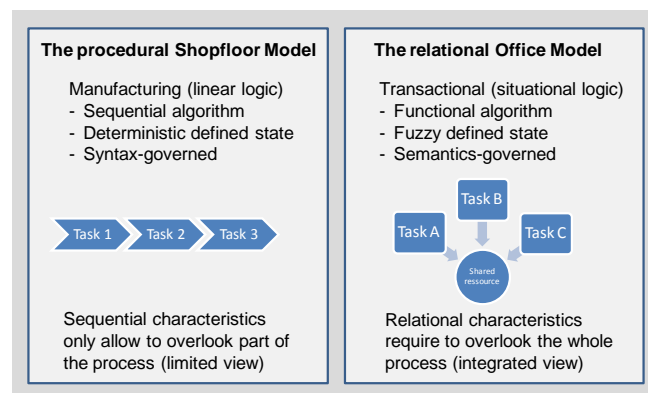 The procedural Shopfloor Model
Manufacturing (linear logic)
- Sequential algorithm
- Deterministic defined state
- Syntax-governed
Task 1 Task 2 Task 3
Sequential characteristics
only allow to overlook part of
the process (limited view)
The relational Office Model
Transactional (situational logic)
- Functional algorithm
- Fuzzy defined state
- Semantics-governed
Task B
Task A Task C
Shared
ressource
Relational characteristics
require to overlook the whole
process (integrated view)